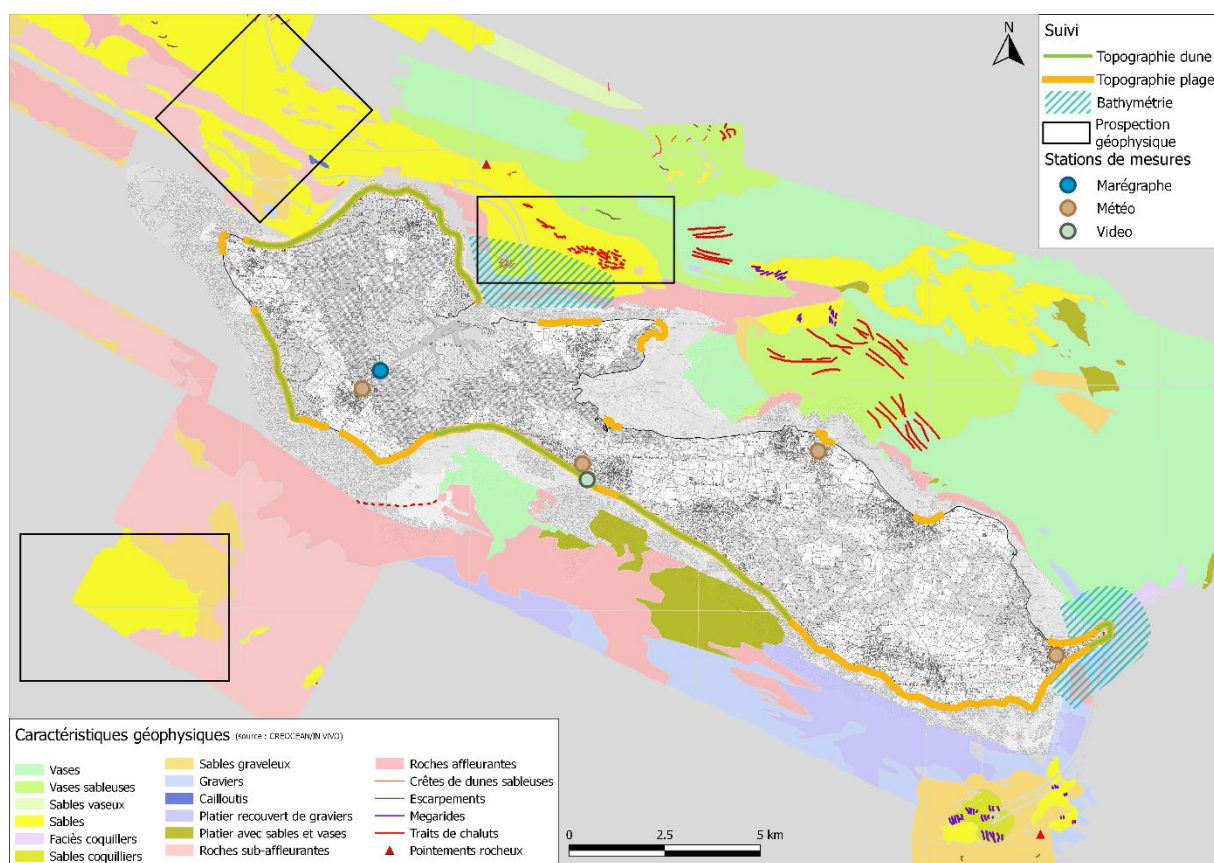 N
Suivi
Topographie dune
Topographie plage
Bathymétrie
Prospection
géophysique
Stations de mesures
Marégraphe
Météo
Video
Caractéristiques géophysiques (source : CREOCEAN/IN VIVO)
Vases
Vases sableuses
Sables vaseux
Sables
Faciès coquillers
Sables coquilliers
Sables graveleux
Graviers
Cailloutis
Platier recouvert de graviers
Platier avec sables et vases
Roches sub-affleurantes
Roches affleurantes
Crêtes de dunes sableuses
Escarpements
Megarides
Traits de chaluts
Pointements rocheux
0 2.5 5 km